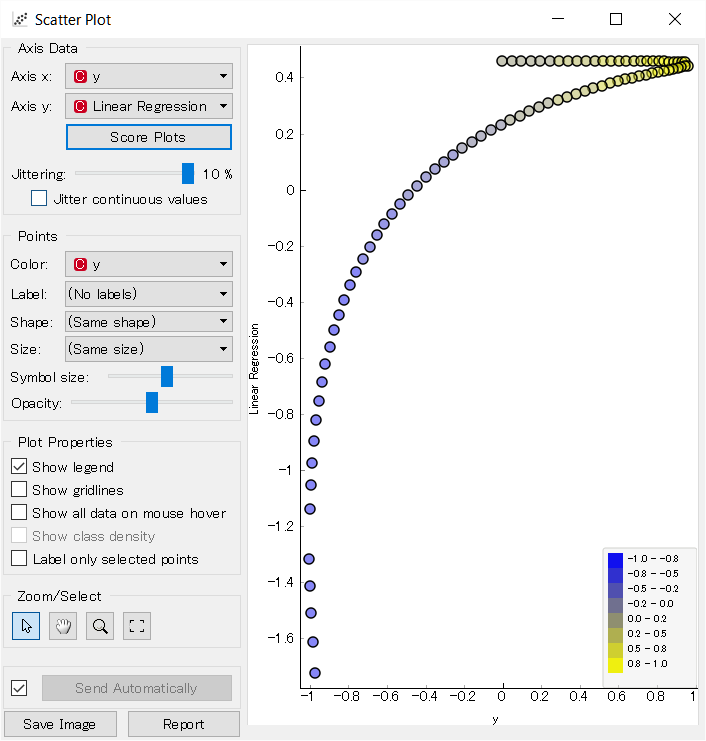 Scatter Plot
Axis Data
Axis x: C y
Axis y: C Linear Regression
Score Plots
Jittering: 10 %
Jitter continuous values
Points
Color: C y
Label: (No labels)
Shape: (Same shape)
Size: (Same size)
Symbol size:
Opacity:
Plot Properties
Show legend
Show gridlines
Show all data on mouse hover
Show class density
Label only selected points
Zoom/Select
Send Automatically
Save Image Report
0.4
0.2
0
-0.2
-0.4
-0.6
-0.8
-1
-1.2
-1.4
-1.6
Linear Regression
-1 -0.8 -0.6 -0.4 -0.2 0 0.2 0.4 0.6 0.8 1
y
-1.0 - -0.8
-0.8 - -0.5
-0.5 - -0.2
-0.2 - 0.0
0.0 - 0.2
0.2 - 0.5
0.5 - 0.8
0.8 - 1.0